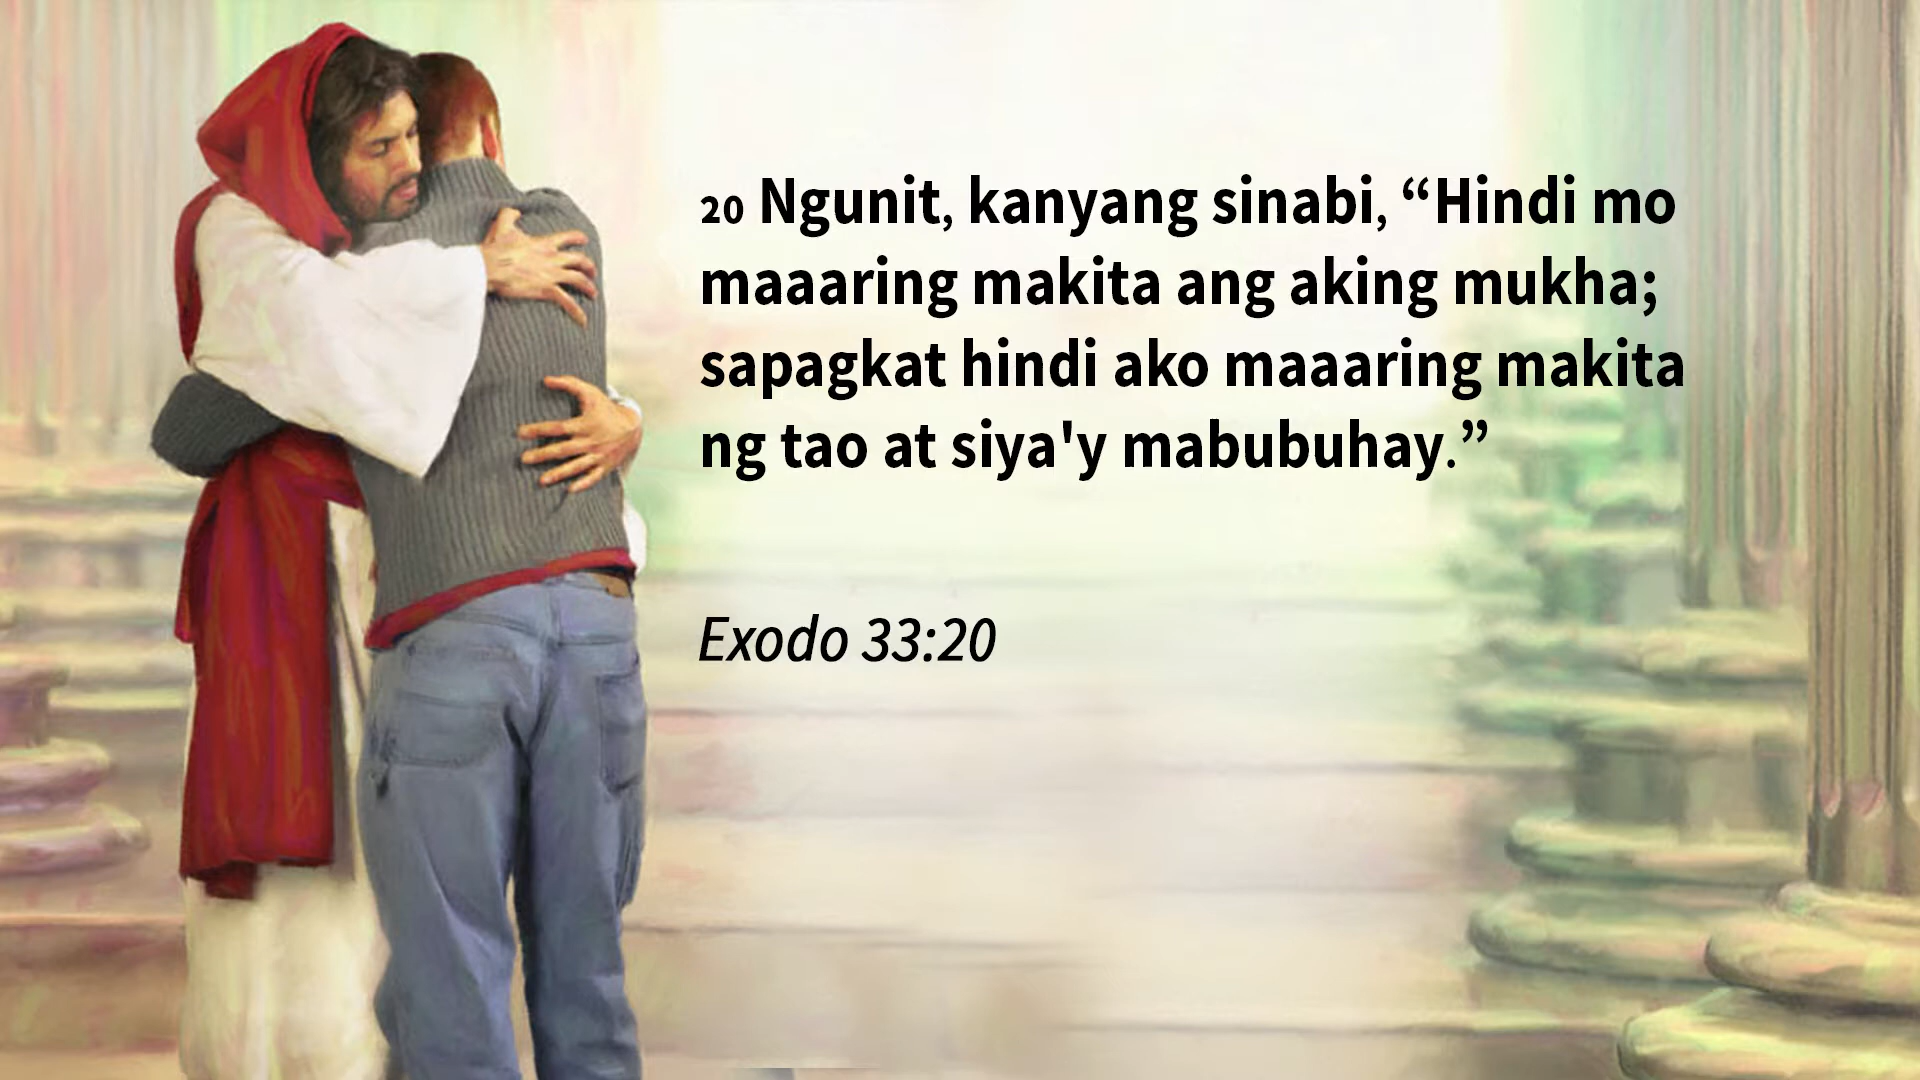 20 Ngunit, kanyang sinabi, “Hindi mo
maaaring makita ang aking mukha;
sapagkat hindi ako maaaring makita
ng tao at siya'y mabubuhay.”
Exodo 33:20